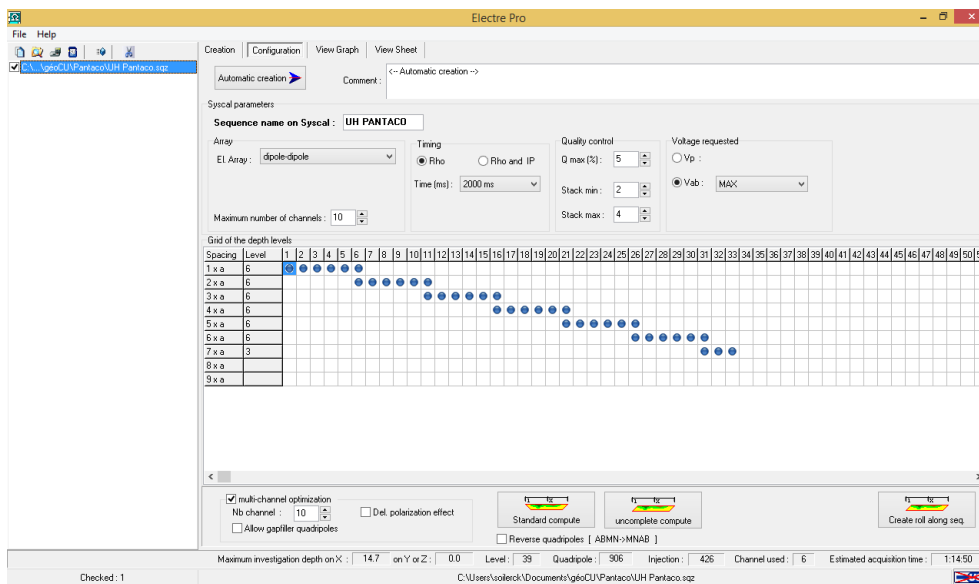 Electre Pro
File Help
Creation Configuration View Graph View Sheet
C:\...\géoCU\Pantaco\UH Pantaco.sqz
Automatic creation
Comment :
<-- Automatic creation -->
Syscal parameters
Sequence name on Syscal : UH PANTACO
Array
El. Array : dipole-dipole
Maximum number of channels : 10
Timing
Rho Rho and IP
Time (ms) : 2000 ms
Quality control
Q max (%) : 5
Stack min : 2
Stack max : 4
Voltage requested
Vp :
Vab : MAX
Grid of the depth levels
Spacing Level 1 2 3 4 5 6 7 8 9 10 11 12 13 14 15 16 17 18 19 20 21 22 23 24 25 26 27 28 29 30 31 32 33 34 35 36 37 38 39 40 41 42 43 44 45 46 47 48 49 50
1 x a 6
2 x a 6
3 x a 6
4 x a 6
5 x a 6
6 x a 6
7 x a 3
8 x a
9 x a
multi-channel optimization
Nb channel : 10
Del. polarization effect
Allow gapfiller quadripoles
Standard compute
uncomplete compute
Create roll along seq.
Reverse quadripoles [ ABMN->MNAB ]
Maximum investigation depth on X : 14.7 on Y or Z : 0.0 Level : 39 Quadripole : 906 Injection : 426 Channel used : 6 Estimated acquisition time : 1:14:50
Checked : 1
C:\Users\soilerck\Documents\géoCU\Pantaco\UH Pantaco.sqz